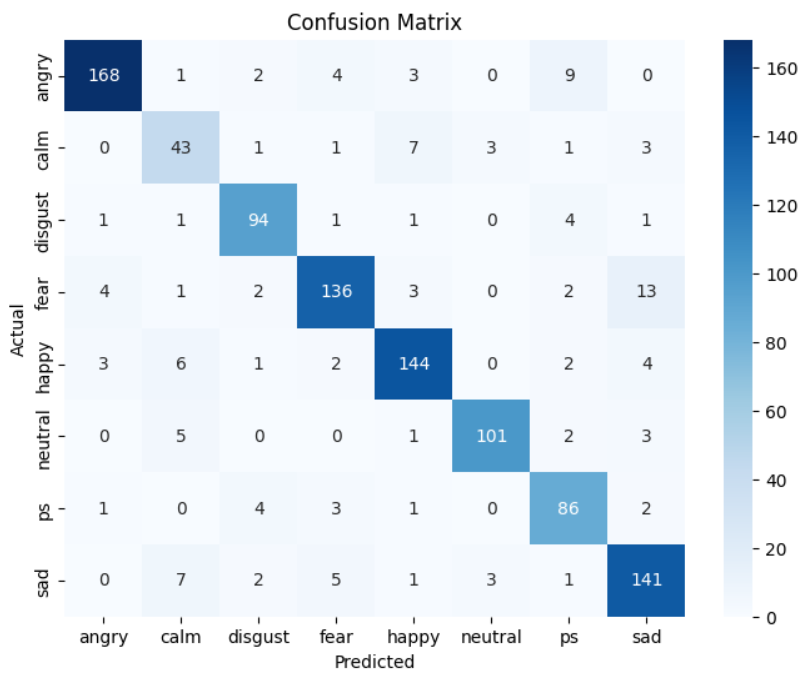 Confusion Matrix
angry 168 1 2 4 3 0 9 0
calm 0 43 1 1 7 3 1 3
disgust 1 1 94 1 1 0 4 1
fear 4 1 2 136 3 0 2 13
happy 3 6 1 2 144 0 2 4
neutral 0 5 0 0 1 101 2 3
ps 1 0 4 3 1 0 86 2
sad 0 7 2 5 1 3 1 141
angry calm disgust fear happy neutral ps sad
Predicted
Actual
160
140
120
100
80
60
40
20
0